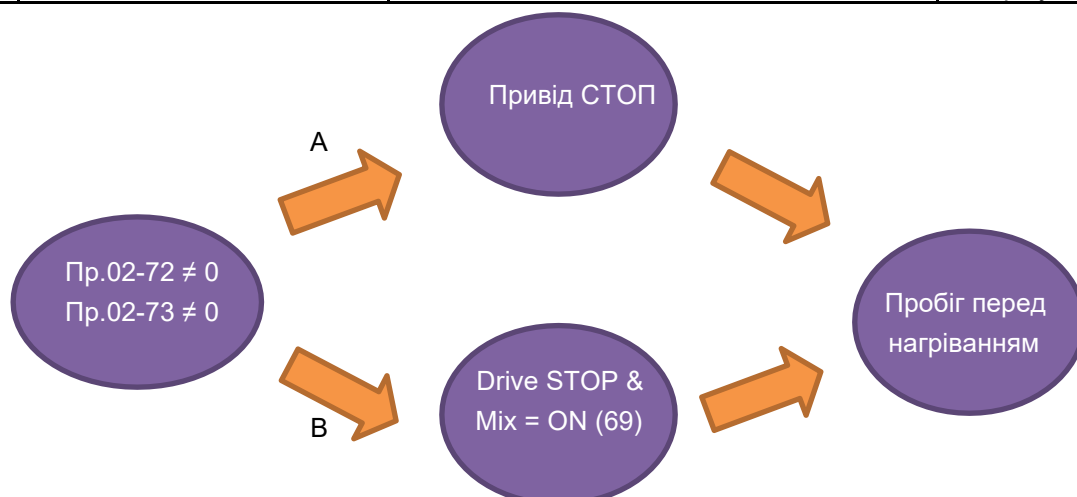 Привід СТОП
A
Пр.02-72 ≠ 0
Пр.02-73 ≠ 0
Пробіг перед
нагріванням
Drive STOP &
Mix = ON (69)
B